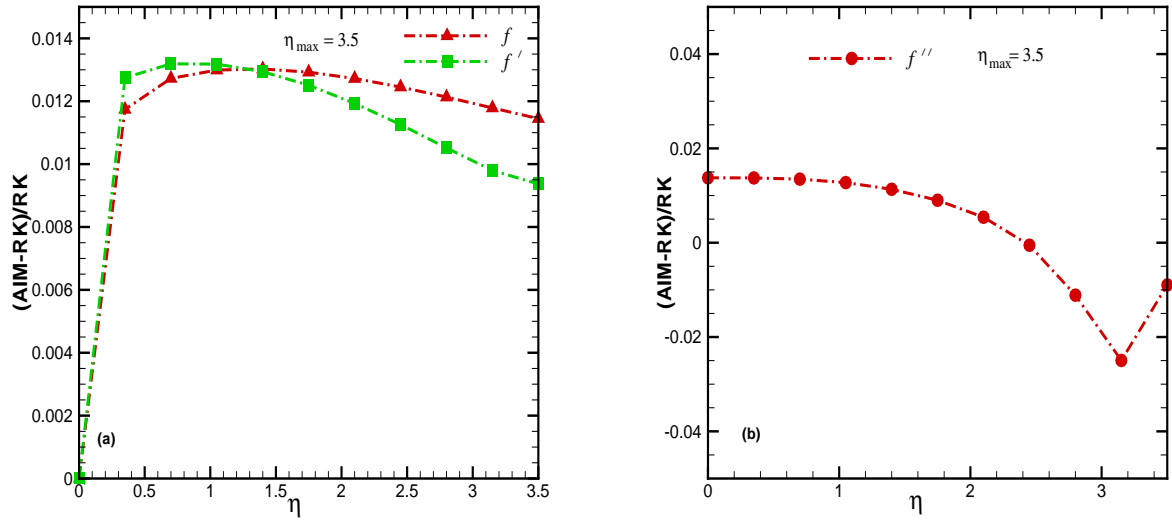 0.014
0.012
0.01
0.008
0.006
0.004
0.002
0
(AIM-RK)/RK
η_max = 3.5
f
f ′
(a)
0 0.5 1 1.5 2 2.5 3 3.5
η
0.04
0.02
0
-0.02
-0.04
(AIM-RK)/RK
f ′′
η_max = 3.5
(b)
0 1 2 3
η